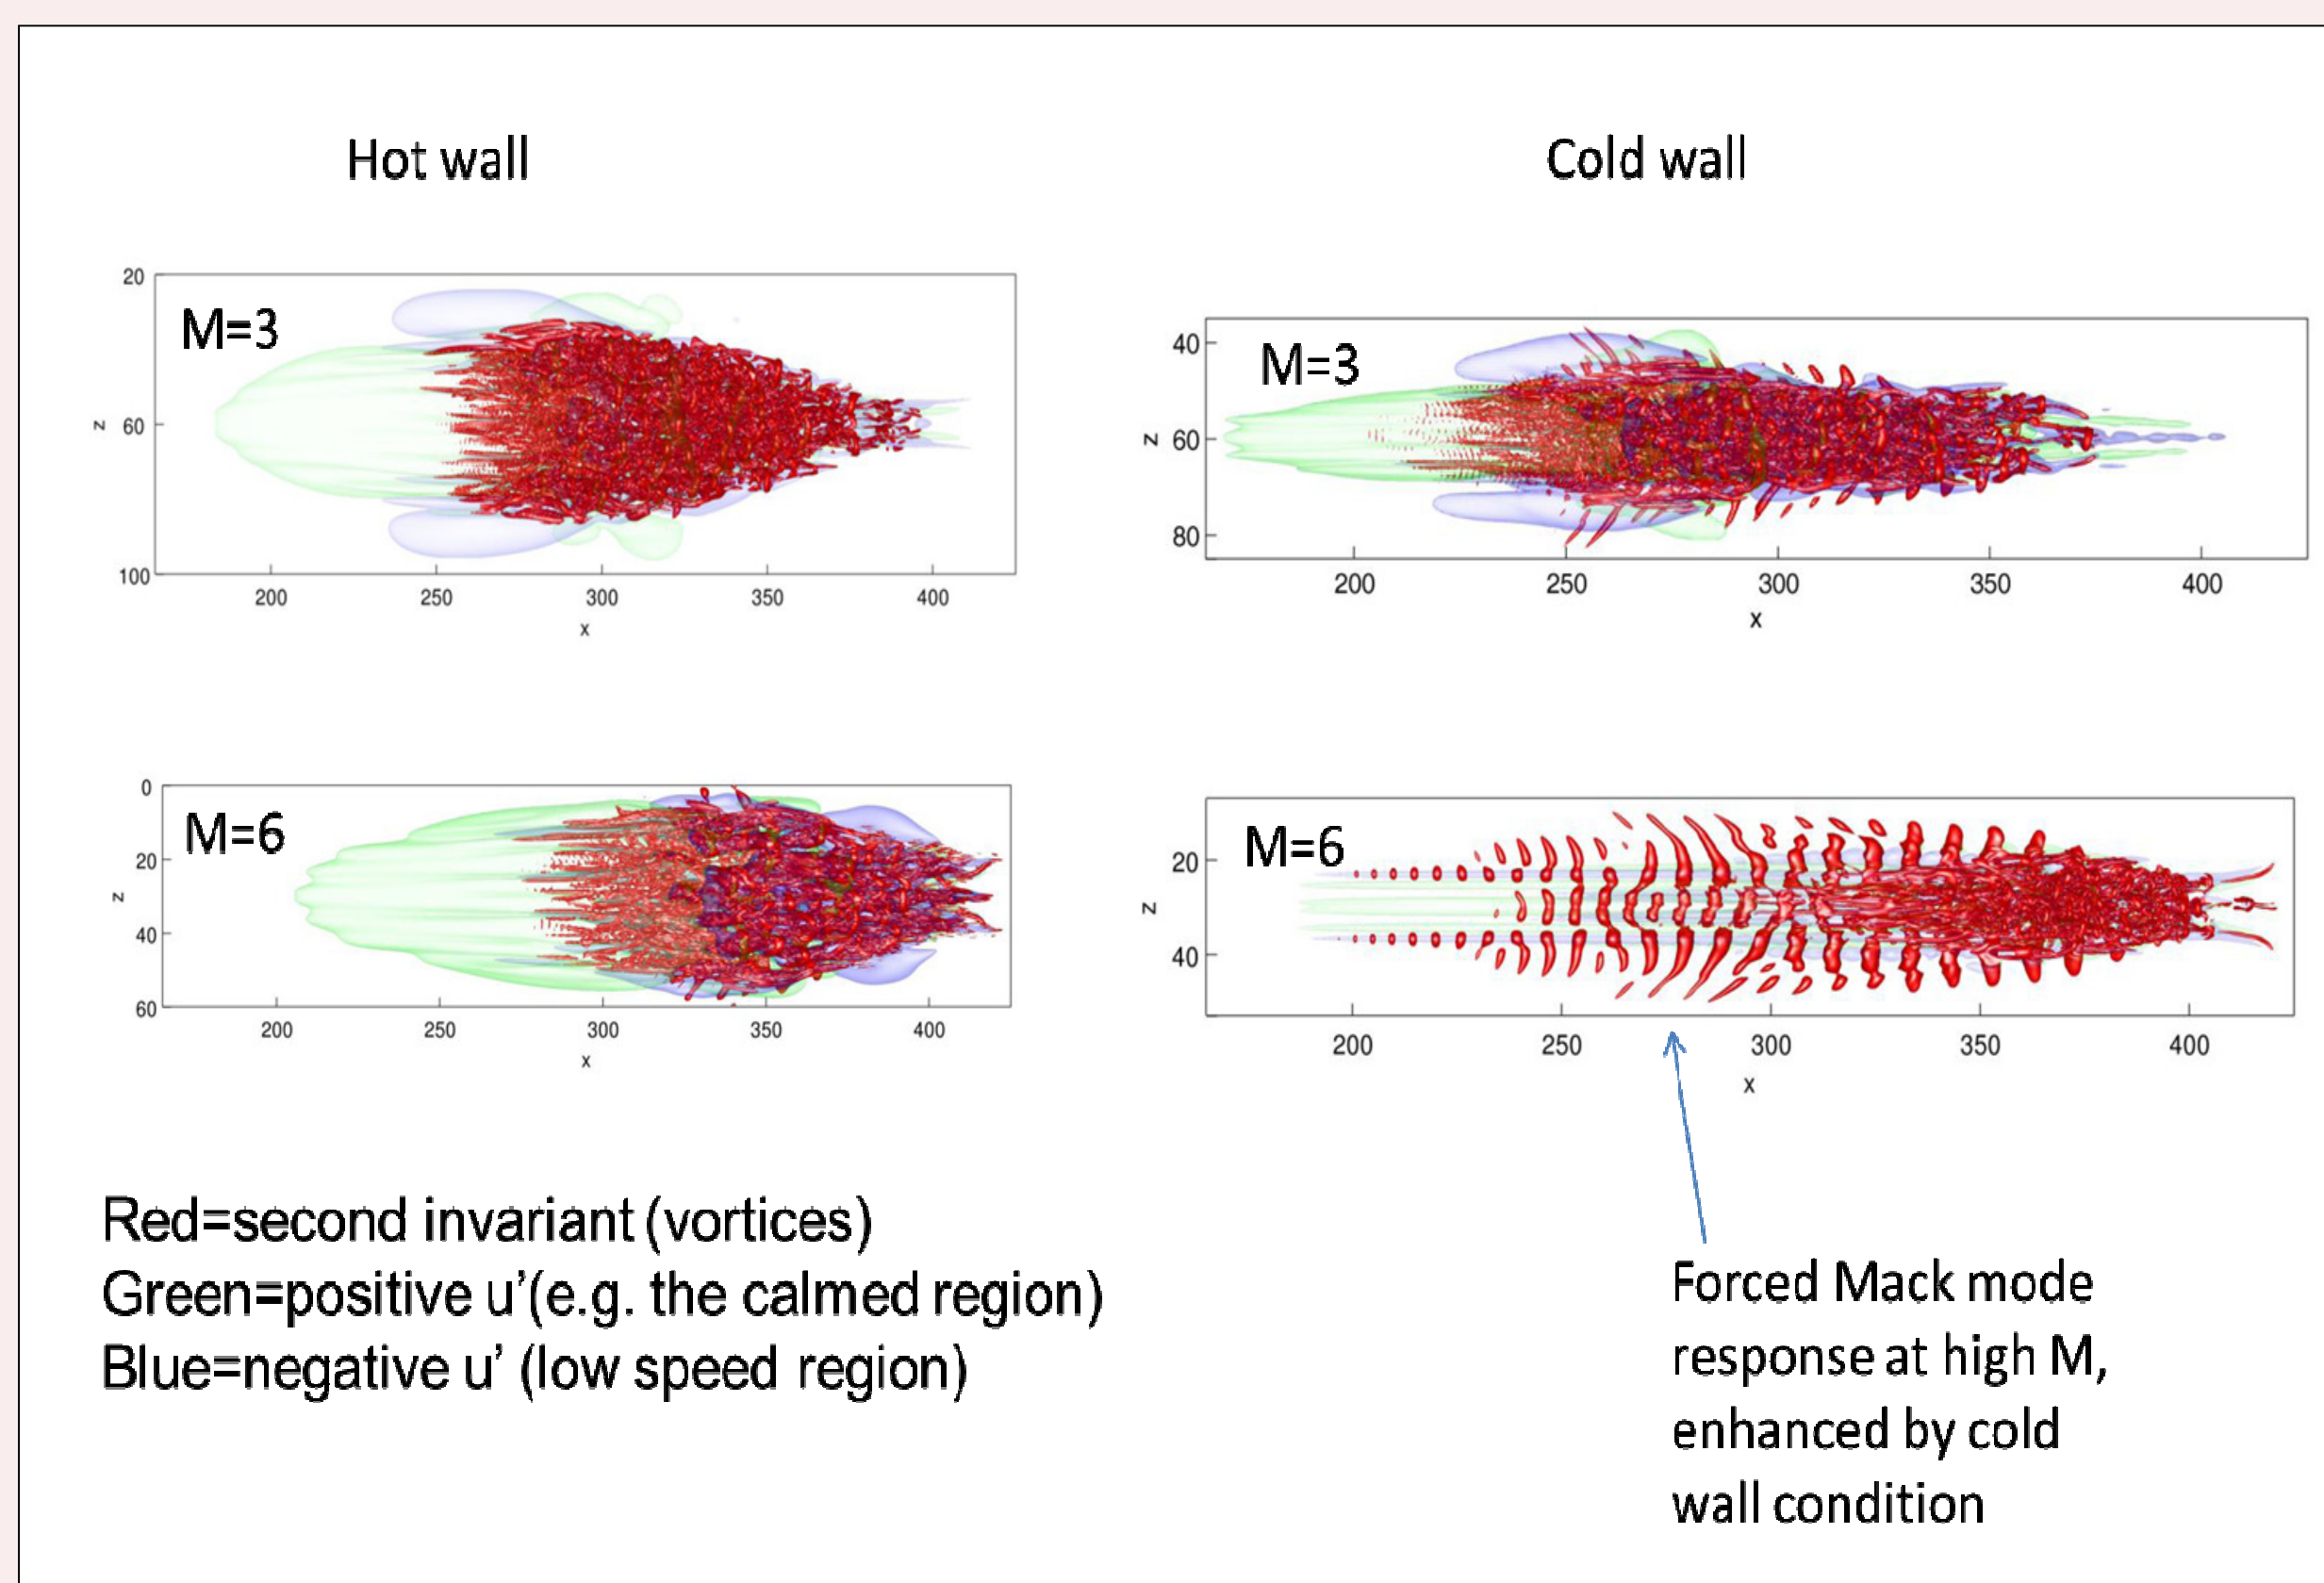 Hot wall
Cold wall
M=3
20
60
100
z
200 250 300 350 400
x
M=3
40
60
80
z
200 250 300 350 400
x
M=6
0
20
40
60
z
200 250 300 350 400
x
M=6
20
40
z
200 250 300 350 400
x
Red=second invariant (vortices)
Green=positive u’(e.g. the calmed region)
Blue=negative u’ (low speed region)
Forced Mack mode
response at high M,
enhanced by cold
wall condition